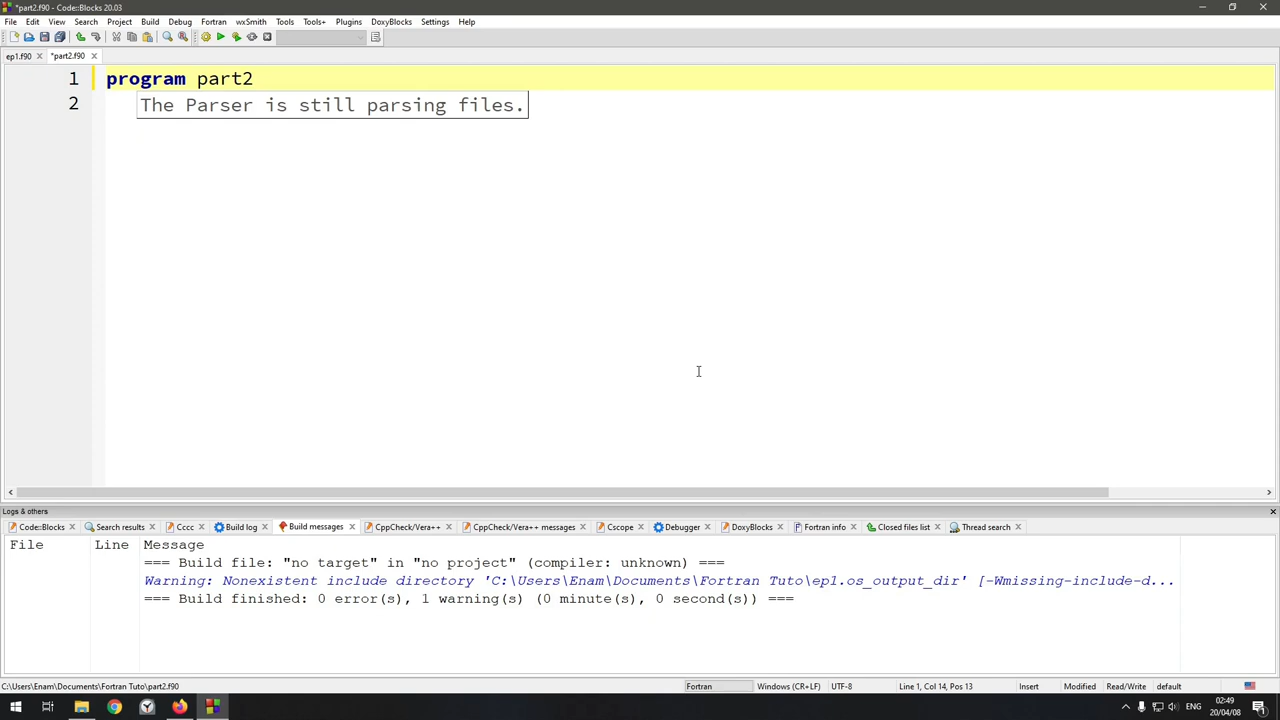 *part2.f90 - Code::Blocks 20.03
File Edit View Search Project Build Debug Fortran wxSmith Tools Tools+ Plugins DoxyBlocks Settings Help
ep1.f90 *part2.f90
1 program part2
2
The Parser is still parsing files.
Logs & others
Code::Blocks Search results Cccc Build log Build messages CppCheck/Vera++ CppCheck/Vera++ messages Cscope Debugger DoxyBlocks Fortran info Closed files list Thread search
File Line Message
=== Build file: "no target" in "no project" (compiler: unknown) ===
Warning: Nonexistent include directory 'C:\Users\Enam\Documents\Fortran Tuto\ep1.os_output_dir' [-Wmissing-include-d...
=== Build finished: 0 error(s), 1 warning(s) (0 minute(s), 0 second(s)) ===
C:\Users\Enam\Documents\Fortran Tuto\part2.f90 Fortran Windows (CR+LF) UTF-8 Line 1, Col 14, Pos 13 Insert Modified Read/Write default
ENG 02:49
20/04/08